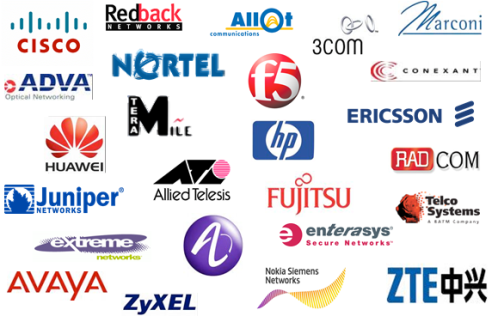 CISCO
Redback
NETWORKS
Allot
communications
3COM
Marconi
ADVA
Optical Networking
NORTEL
f5
CONEXANT
TERA
Mile
hp
ERICSSON
HUAWEI
Allied Telesis
RADCOM
Juniper
NETWORKS
FUJITSU
Telco
Systems
A BATM Company
extreme
networks
enterasys
Secure Networks
AVAYA
ZyXEL
Nokia Siemens
Networks
ZTE中兴